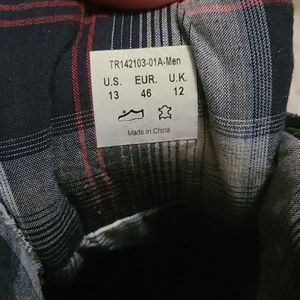 TR142103-01A-Men
U.S. EUR. U.K.
13 46 12
Made in China